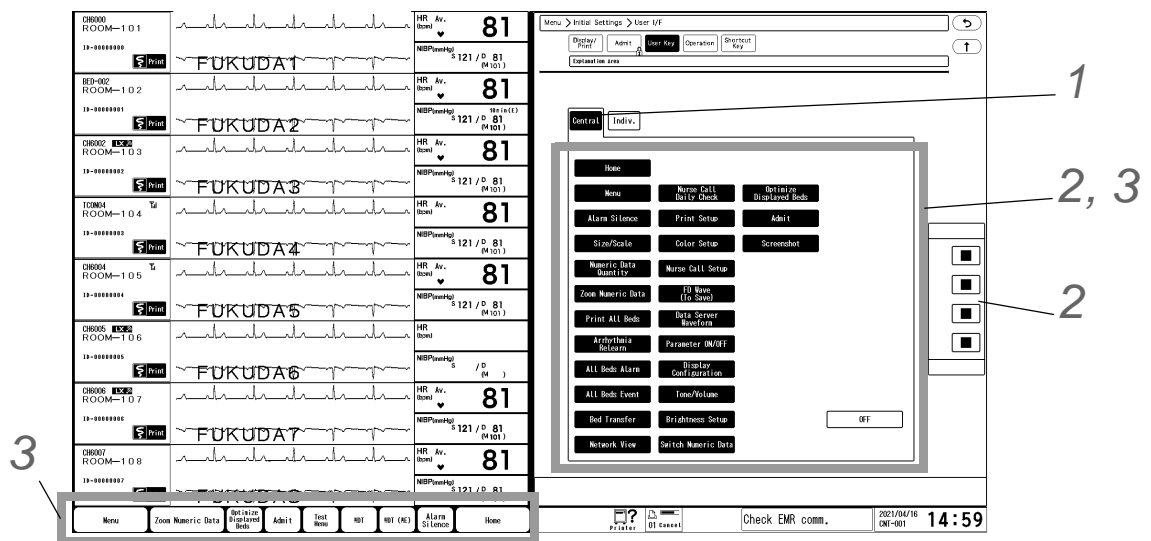 CH6000
ROOM-101
ID-00000000
Print
FUKUDA1
HR Av.
(bpm)
81
NIBP(mmHg)
S 121 / D 81
(M 101 )
BED-002
ROOM-102
ID-00000001
Print
FUKUDA2
HR Av.
(bpm)
81
NIBP(mmHg) 10min(E)
S 121 / D 81
(M 101 )
CH6002 LX
ROOM-103
ID-00000002
Print
FUKUDA3
HR Av.
(bpm)
81
NIBP(mmHg)
S 121 / D 81
(M 101 )
TCON04
ROOM-104
ID-00000003
Print
FUKUDA4
HR Av.
(bpm)
81
NIBP(mmHg)
S 121 / D 81
(M 101 )
CH6004
ROOM-105
ID-00000004
Print
FUKUDA5
HR Av.
(bpm)
81
NIBP(mmHg)
S 121 / D 81
(M 101 )
CH6005 LX
ROOM-106
ID-00000005
Print
FUKUDA6
HR
(bpm)
NIBP(mmHg)
S / D
(M )
CH6006 LX
ROOM-107
ID-00000006
Print
FUKUDA7
HR Av.
(bpm)
81
NIBP(mmHg)
S 121 / D 81
(M 101 )
CH6007
ROOM-108
ID-00000007
HR Av.
(bpm)
81
NIBP(mmHg)
S 121 / D 81
3
Menu
Zoom Numeric Data
Optimize
Displayed
Beds
Admit
Test
Menu
MDT
MDT (ME)
Alarm
Silence
Home
Menu > Initial Settings > User I/F
Display/
Print
Admit
User Key
Operation
Shortcut
Key
Explanation Area
1
Central
Indiv.
2, 3
Home
Menu
Nurse Call
Daily Check
Optimize
Displayed Beds
Alarm Silence
Print Setup
Admit
Size/Scale
Color Setup
Screenshot
Numeric Data
Quantity
Nurse Call Setup
Zoom Numeric Data
FD Wave
(To Save)
Print All Beds
Data Server
Waveform
Arrhythmia
Relearn
Parameter ON/OFF
All Beds Alarm
Display
Configuration
All Beds Event
Tone/Volume
Bed Transfer
Brightness Setup
OFF
Network View
Switch Numeric Data
2
?
Printer
01 Cancel
Check EMR comm.
2021/04/16
CNT-001
14:59